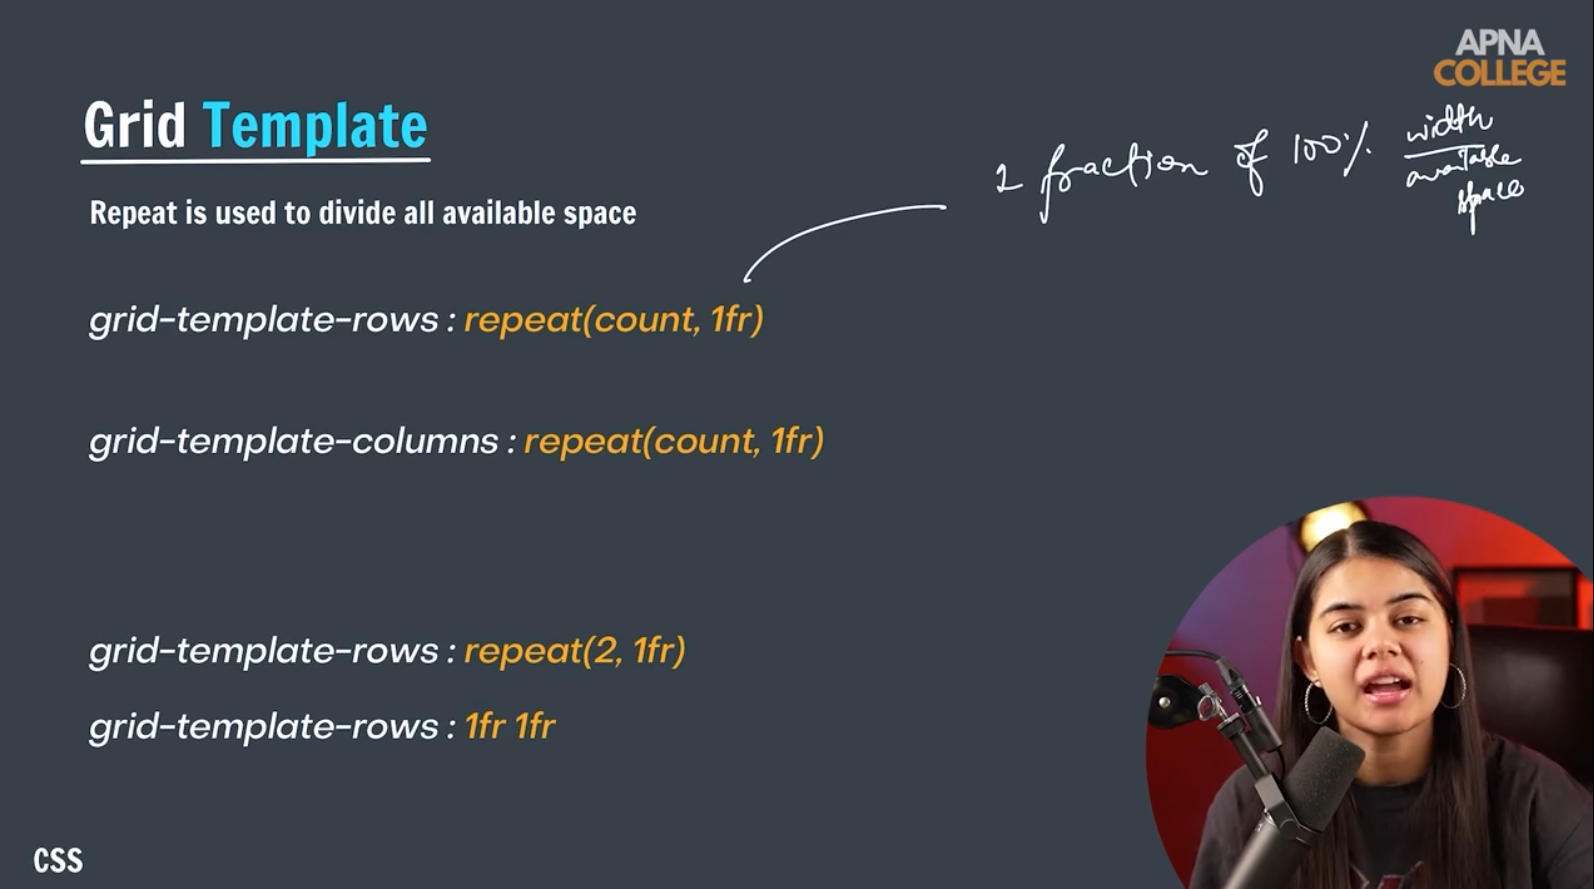 APNA
COLLEGE
Grid Template
1 fraction of 100% width
available
space
Repeat is used to divide all available space
grid-template-rows : repeat(count, 1fr)
grid-template-columns : repeat(count, 1fr)
grid-template-rows : repeat(2, 1fr)
grid-template-rows : 1fr 1fr
CSS